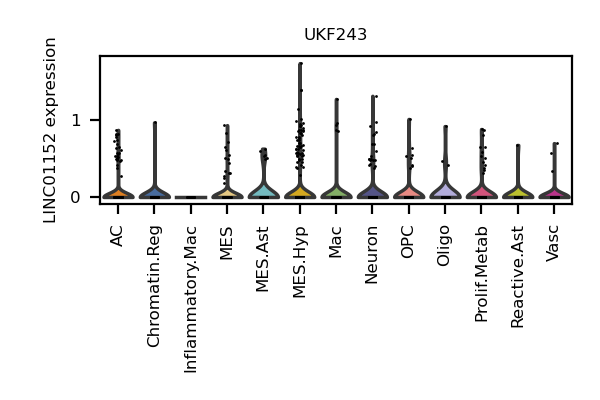 UKF243
LINC01152 expression
1
0
AC
Chromatin.Reg
Inflammatory.Mac
MES
MES.Ast
MES.Hyp
Mac
Neuron
OPC
Oligo
Prolif.Metab
Reactive.Ast
Vasc